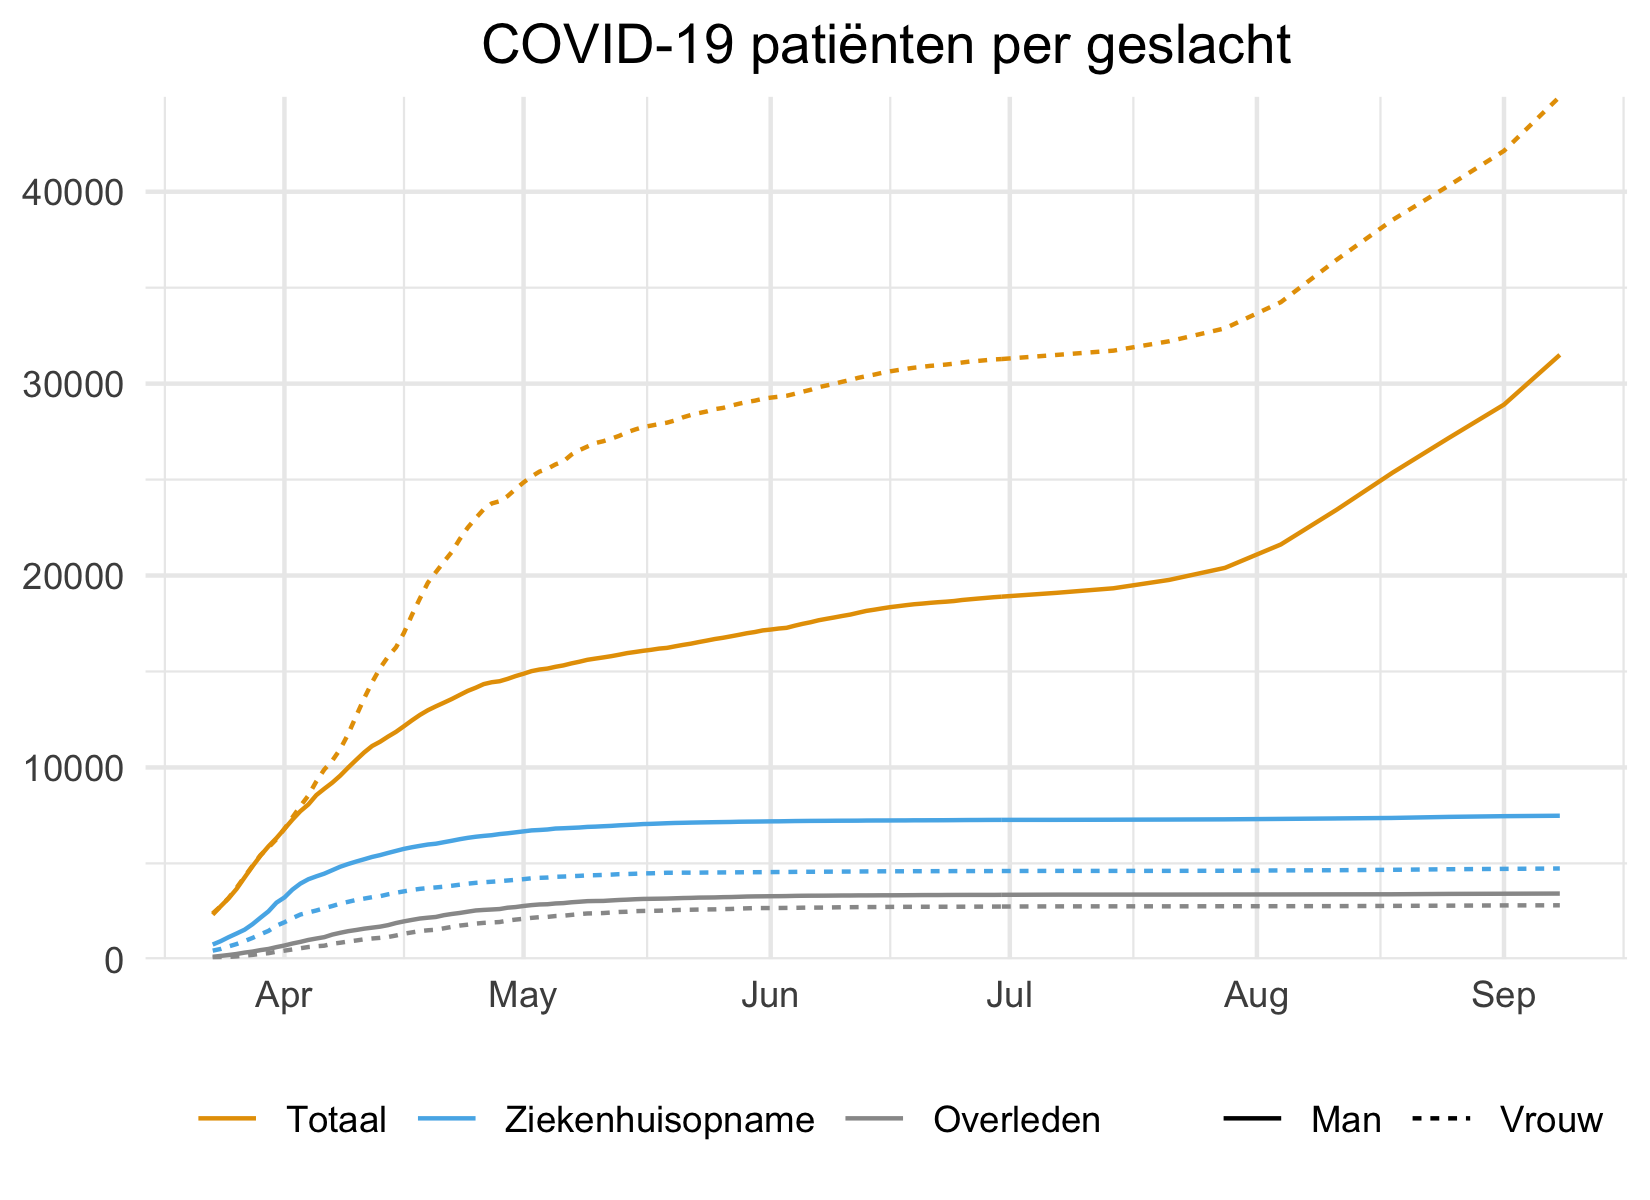 COVID-19 patiënten per geslacht
40000
30000
20000
10000
0
Apr May Jun Jul Aug Sep
Totaal Ziekenhuisopname Overleden Man Vrouw